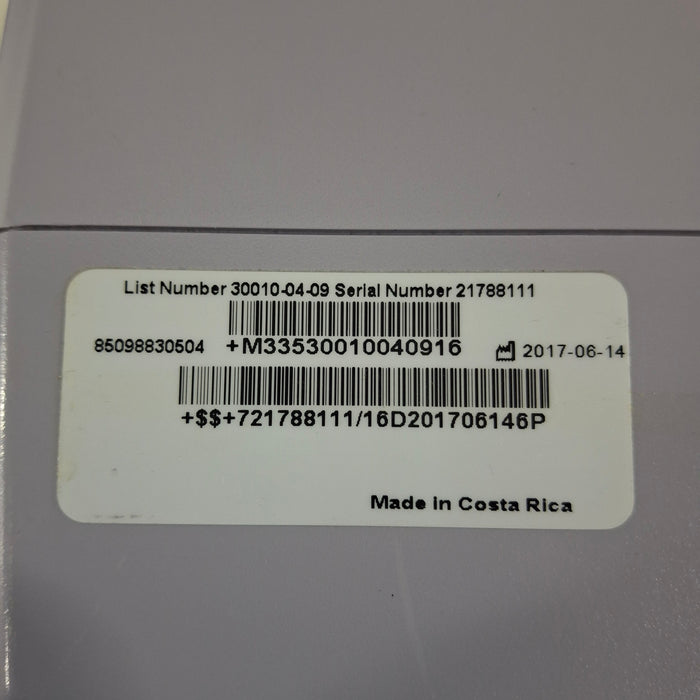 List Number 30010-04-09 Serial Number 21788111
85098830504 +M33530010040916 2017-06-14
+$$+721788111/16D201706146P
Made in Costa Rica